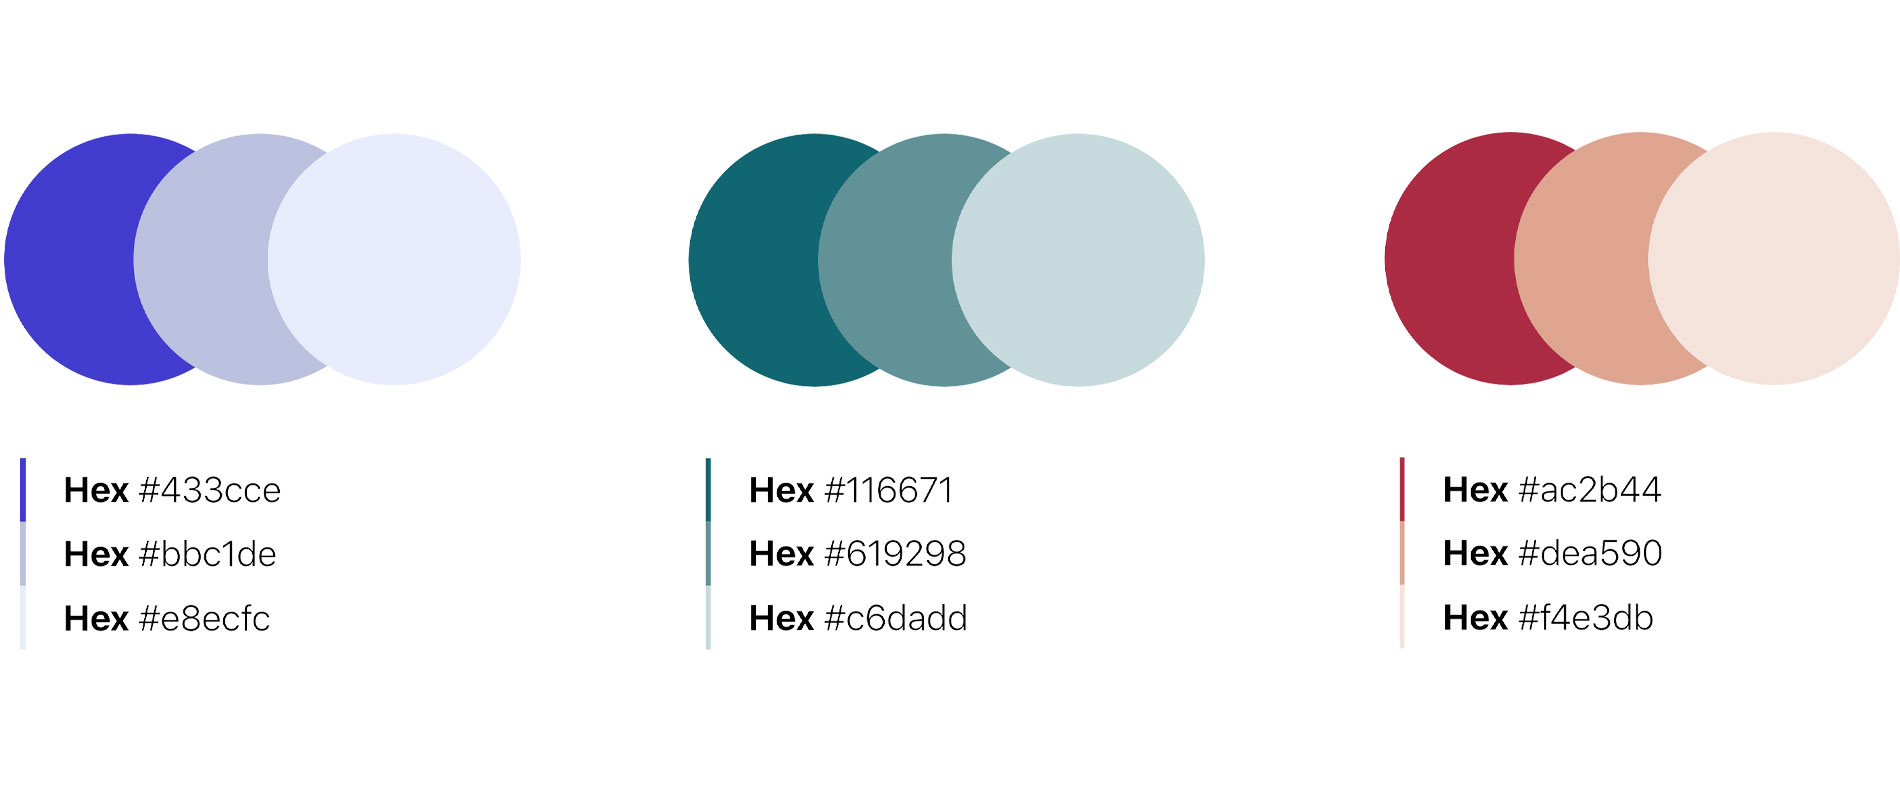 Hex #433cce
Hex #bbc1de
Hex #e8ecfc
Hex #116671
Hex #619298
Hex #c6dadd
Hex #ac2b44
Hex #dea590
Hex #f4e3db